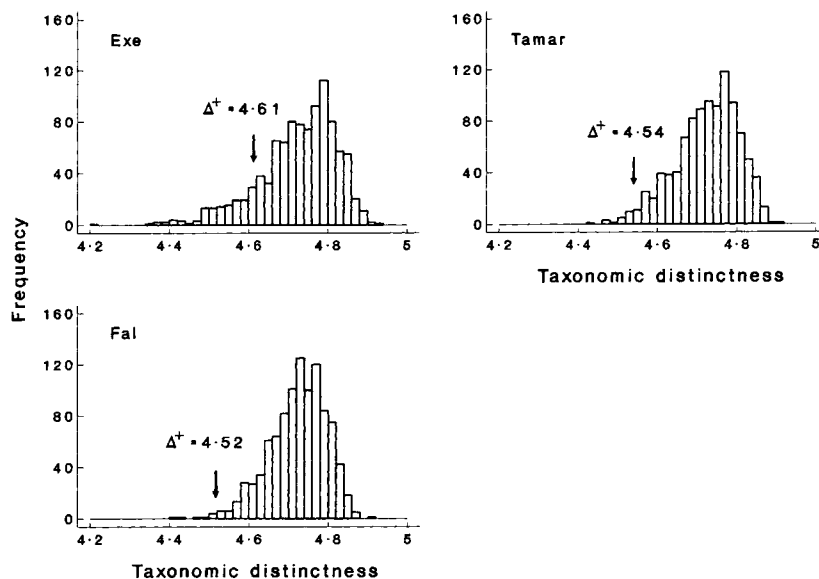 Exe
Δ⁺ = 4·61
160
120
80
40
0
4·2 4·4 4·6 4·8 5
Tamar
Δ⁺ = 4·54
160
120
80
40
0
4·2 4·4 4·6 4·8 5
Taxonomic distinctness
Frequency
Fal
Δ⁺ = 4·52
160
120
80
40
0
4·2 4·4 4·6 4·8 5
Taxonomic distinctness